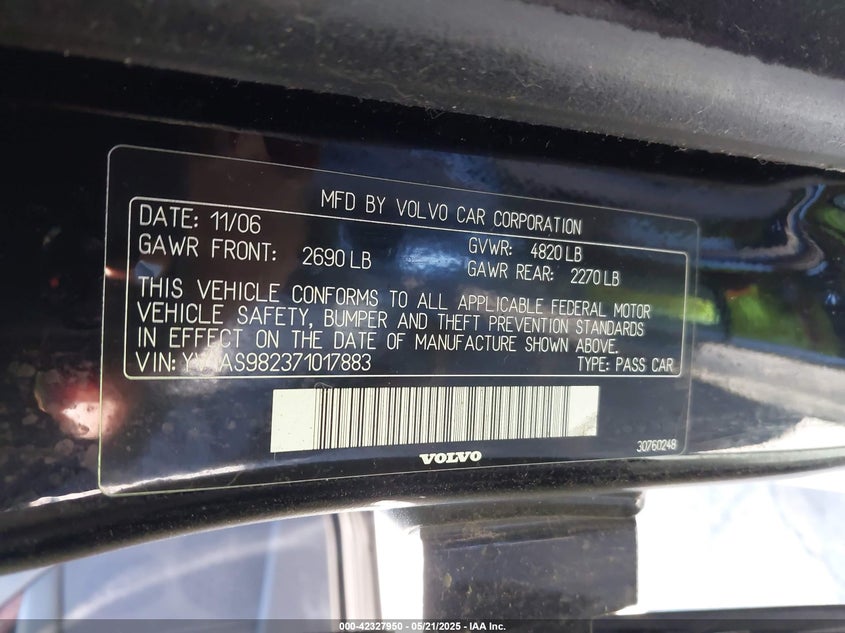 MFD BY VOLVO CAR CORPORATION
DATE: 11/06
GVWR: 4820 LB
GAWR FRONT: 2690 LB
GAWR REAR: 2270 LB
THIS VEHICLE CONFORMS TO ALL APPLICABLE FEDERAL MOTOR
VEHICLE SAFETY, BUMPER AND THEFT PREVENTION STANDARDS
IN EFFECT ON THE DATE OF MANUFACTURE SHOWN ABOVE.
VIN: YV1AS982371017883 TYPE: PASS CAR
30760248
VOLVO
000-42327950 - 05/21/2025 - IAA Inc.